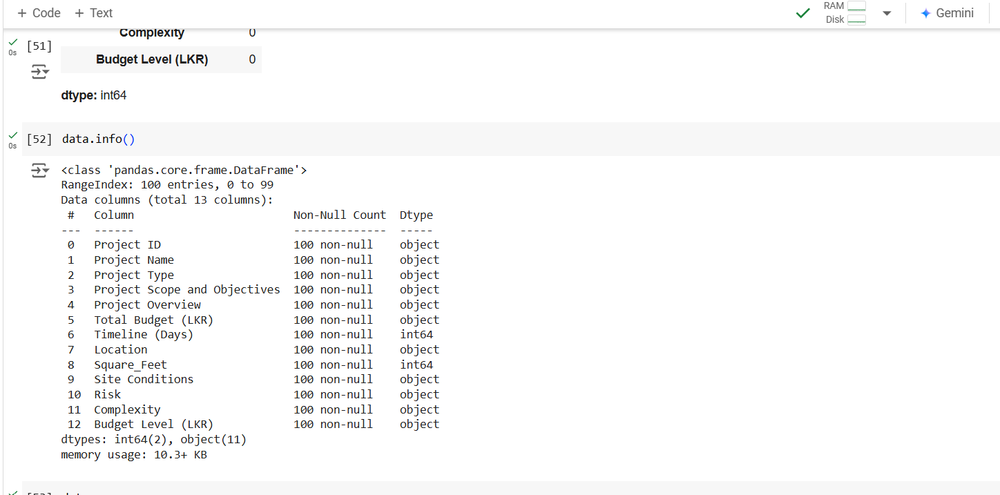 + Code + Text
RAM
Disk
Gemini
Complexity 0
0s
[51]
Budget Level (LKR) 0
dtype: int64
0s
[52] data.info()
<class 'pandas.core.frame.DataFrame'>
RangeIndex: 100 entries, 0 to 99
Data columns (total 13 columns):
# Column Non-Null Count Dtype
--- ------ -------------- -----
0 Project ID 100 non-null object
1 Project Name 100 non-null object
2 Project Type 100 non-null object
3 Project Scope and Objectives 100 non-null object
4 Project Overview 100 non-null object
5 Total Budget (LKR) 100 non-null object
6 Timeline (Days) 100 non-null int64
7 Location 100 non-null object
8 Square_Feet 100 non-null int64
9 Site Conditions 100 non-null object
10 Risk 100 non-null object
11 Complexity 100 non-null object
12 Budget Level (LKR) 100 non-null object
dtypes: int64(2), object(11)
memory usage: 10.3+ KB